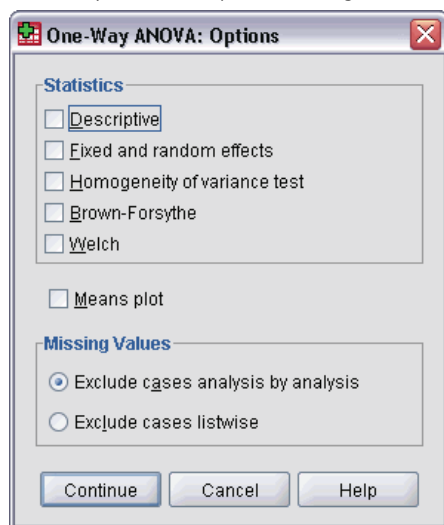 One-Way ANOVA: Options
Statistics
Descriptive
Fixed and random effects
Homogeneity of variance test
Brown-Forsythe
Welch
Means plot
Missing Values
Exclude cases analysis by analysis
Exclude cases listwise
Continue Cancel Help